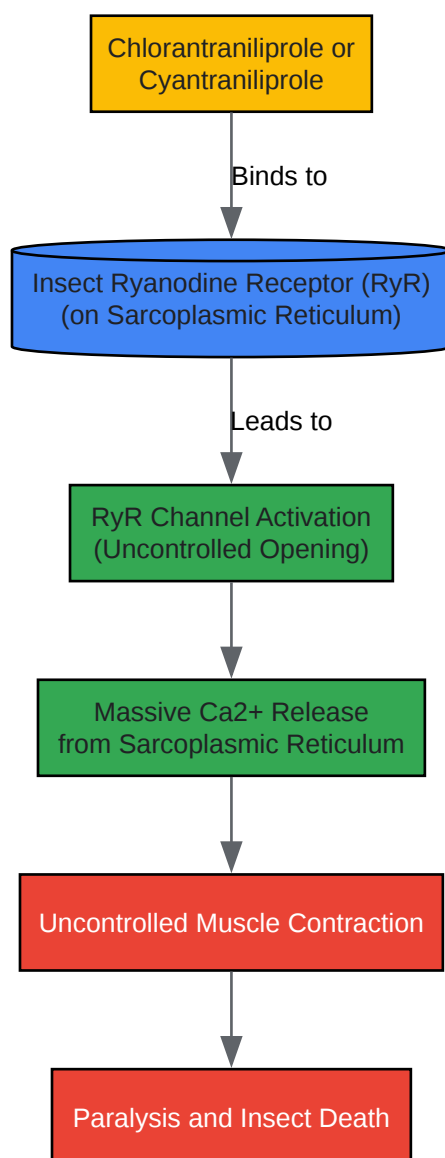 Chlorantraniliprole or
Cyantraniliprole
Binds to
Insect Ryanodine Receptor (RyR)
(on Sarcoplasmic Reticulum)
Leads to
RyR Channel Activation
(Uncontrolled Opening)
Massive Ca2+ Release
from Sarcoplasmic Reticulum
Uncontrolled Muscle Contraction
Paralysis and Insect Death